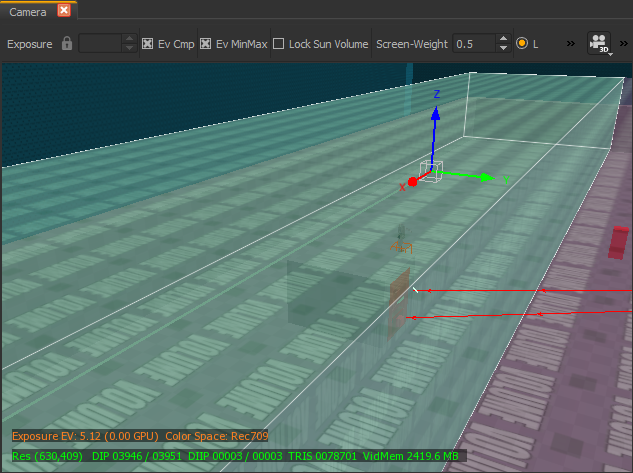 Camera
Exposure Ev Cmp Ev MinMax Lock Sun Volume Screen-Weight 0.5 L » 3D »
Z
X
Exposure EV: 5.12 (0.00 GPU) Color Space: Rec709
Res (630,409) DIP 03946 / 03951 DIIP 00003 / 00003 TRIS 0078701 VidMem 2419.6 MB